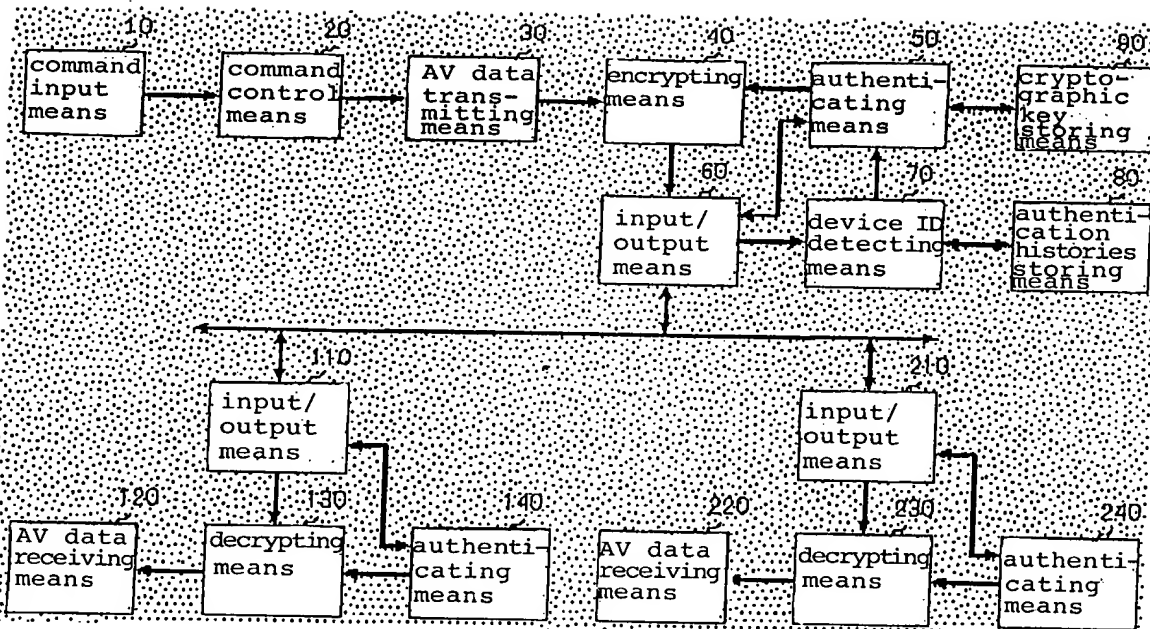 10
command
input
means
20
command
control
means
30
AV data
trans-
mitting
means
40
encrypting
means
50
authenti-
cating
means
90
crypto-
graphic
key
storing
means
60
input/
output
means
70
device ID
detecting
means
80
authenti-
cation
histories
storing
means
110
input/
output
means
210
input/
output
means
120
AV data
receiving
means
130
decrypting
means
140
authenti-
cating
means
220
AV data
receiving
means
230
decrypting
means
240
authenti-
cating
means